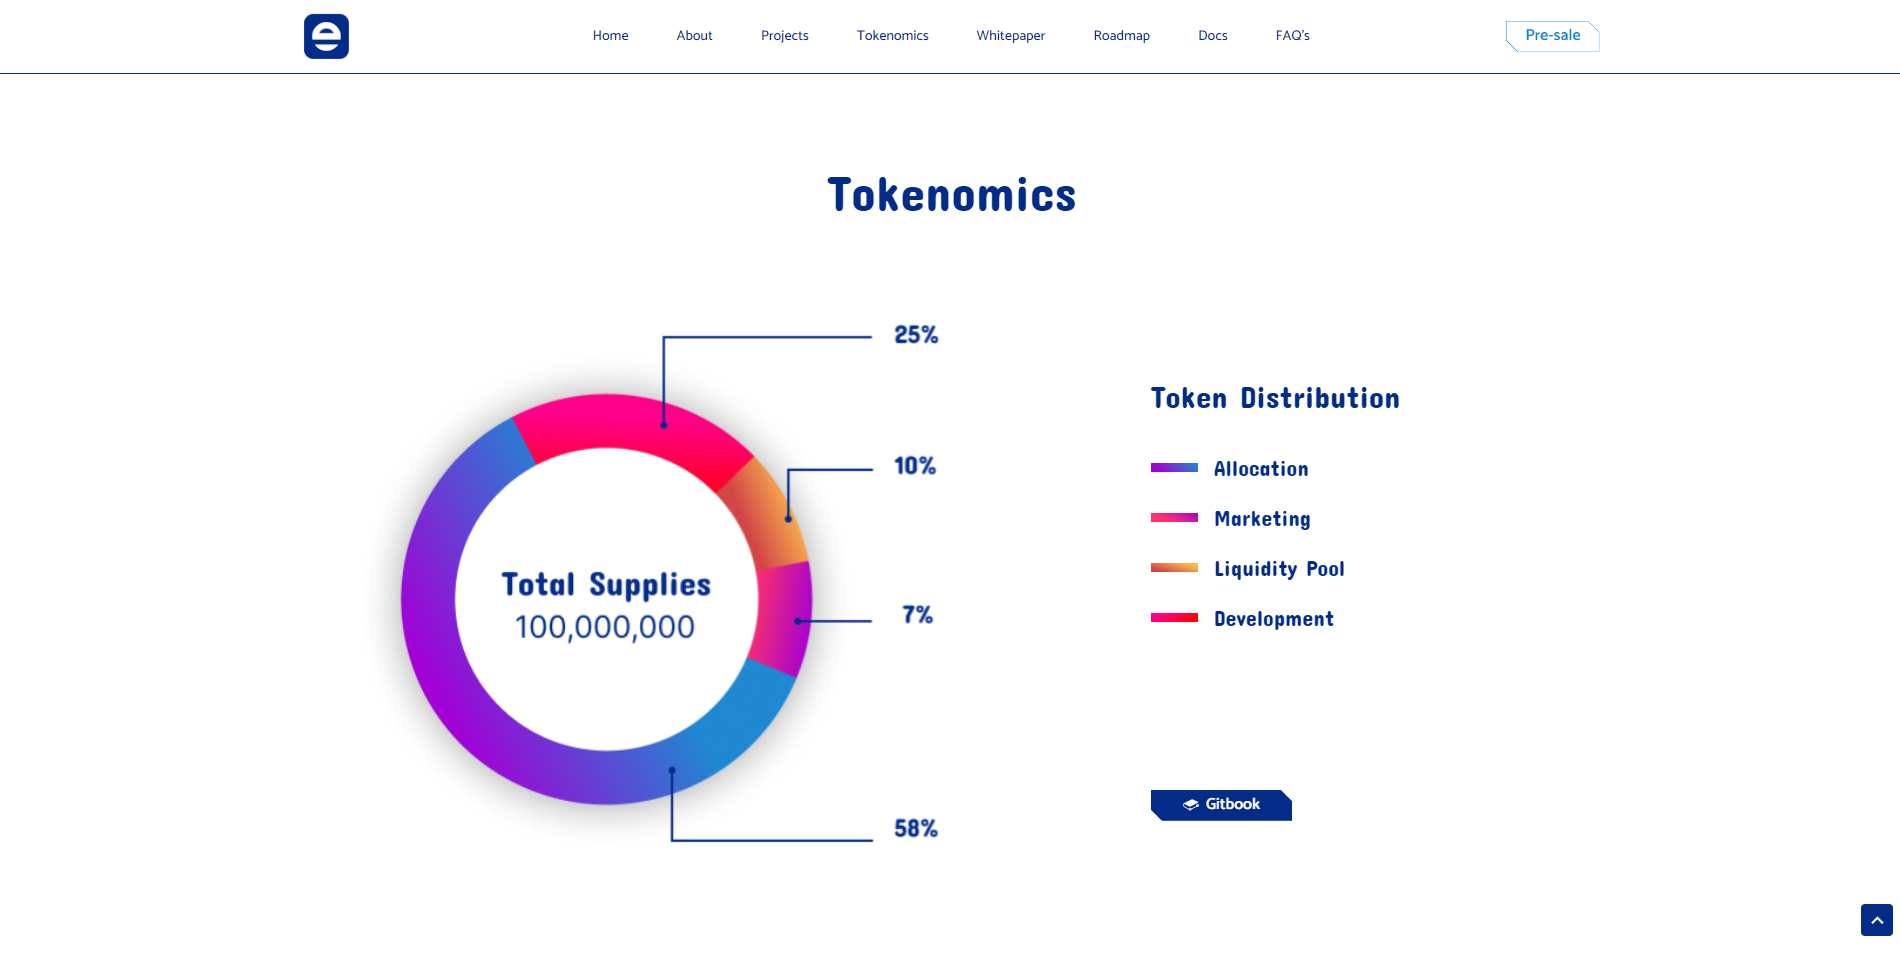 Home About Projects Tokenomics Whitepaper Roadmap Docs FAQ's Pre-sale
Tokenomics
25%
10%
7%
58%
Total Supplies
100,000,000
Token Distribution
Allocation
Marketing
Liquidity Pool
Development
Gitbook